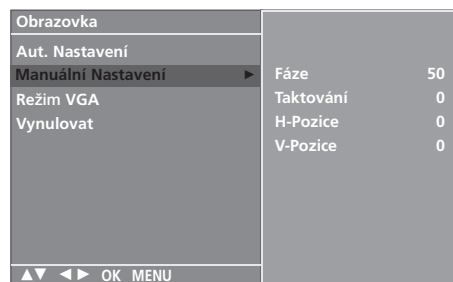 Obrazovka
Aut. Nastavení
Manuální Nastavení ►
Režim VGA
Vynulovat
Fáze 50
Taktování 0
H-Pozice 0
V-Pozice 0
▲▼ ◄► OK MENU